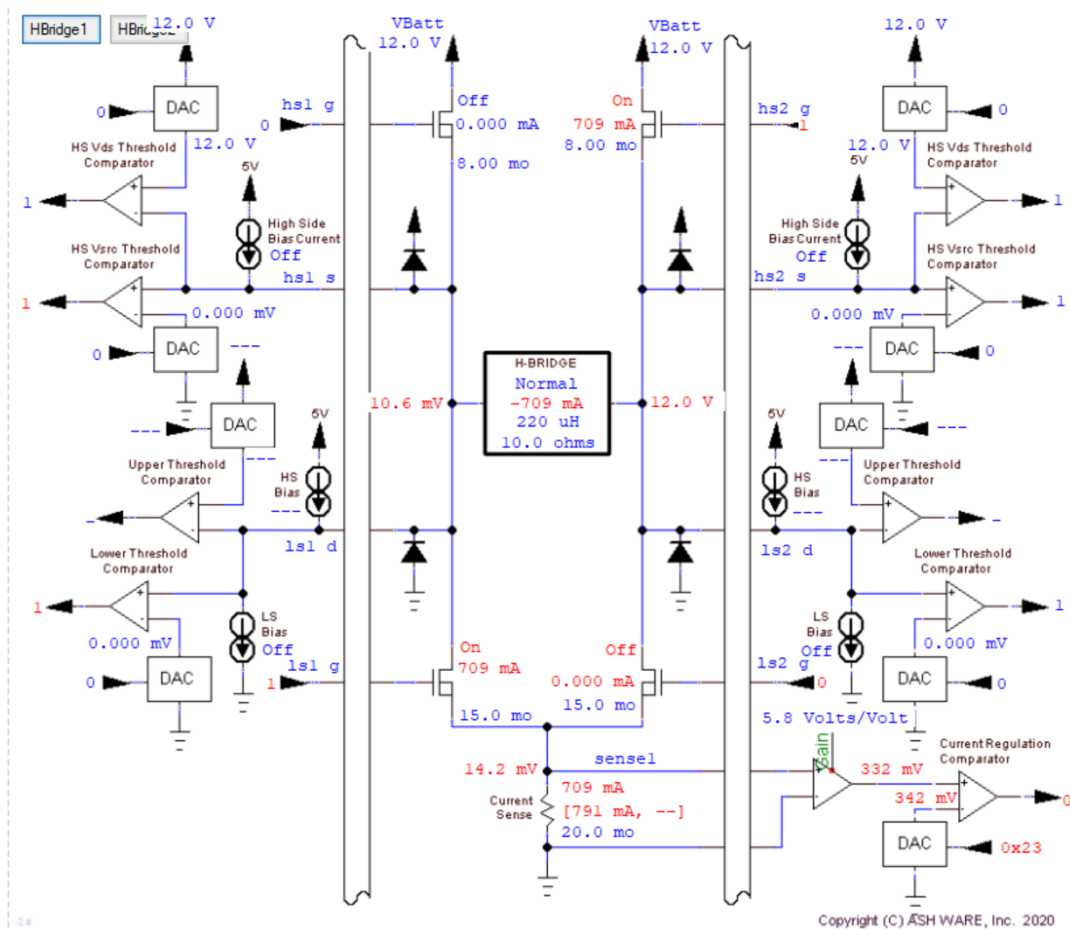 HBridge1
HBridge2
12.0 V
VBatt
12.0 V
VBatt
12.0 V
12.0 V
DAC
0
12.0 V
HS Vds Threshold
Comparator
+
-
1
5V
High Side
Bias Current
Off
HS Vsro Threshold
Comparator
hs1 s
+
-
1
0.000 mV
DAC
0
hs1 g
0
Off
0.000 mA
8.00 mo
On
709 mA
8.00 mo
hs2 g
1
DAC
0
12.0 V
5V
HS Vds Threshold
Comparator
+
-
1
High Side
Bias Current
Off
HS Vsro Threshold
Comparator
hs2 s
+
-
1
0.000 mV
DAC
0
10.6 mV
H-BRIDGE
Normal
-709 mA
220 uH
10.0 ohms
12.0 V
---
DAC
---
---
Upper Threshold
Comparator
+
-
-
5V
HS
Bias
---
ls1 d
Lower Threshold
Comparator
+
-
1
LS
Bias
Off
0.000 mV
DAC
0
ls1 g
1
On
709 mA
15.0 mo
Off
0.000 mA
15.0 mo
ls2 g
0
---
DAC
---
---
5V
HS
Bias
---
Upper Threshold
Comparator
+
-
-
ls2 d
Lower Threshold
Comparator
+
-
1
LS
Bias
Off
0.000 mV
DAC
0
5.8 Volts/Volt
Gain
sense1
14.2 mV
Current
Sense
709 mA
[791 mA, --]
20.0 mo
+
-
332 mV
342 mV
Current Regulation
Comparator
+
-
0
DAC
0x23
Copyright (C) ASH WARE, Inc. 2020